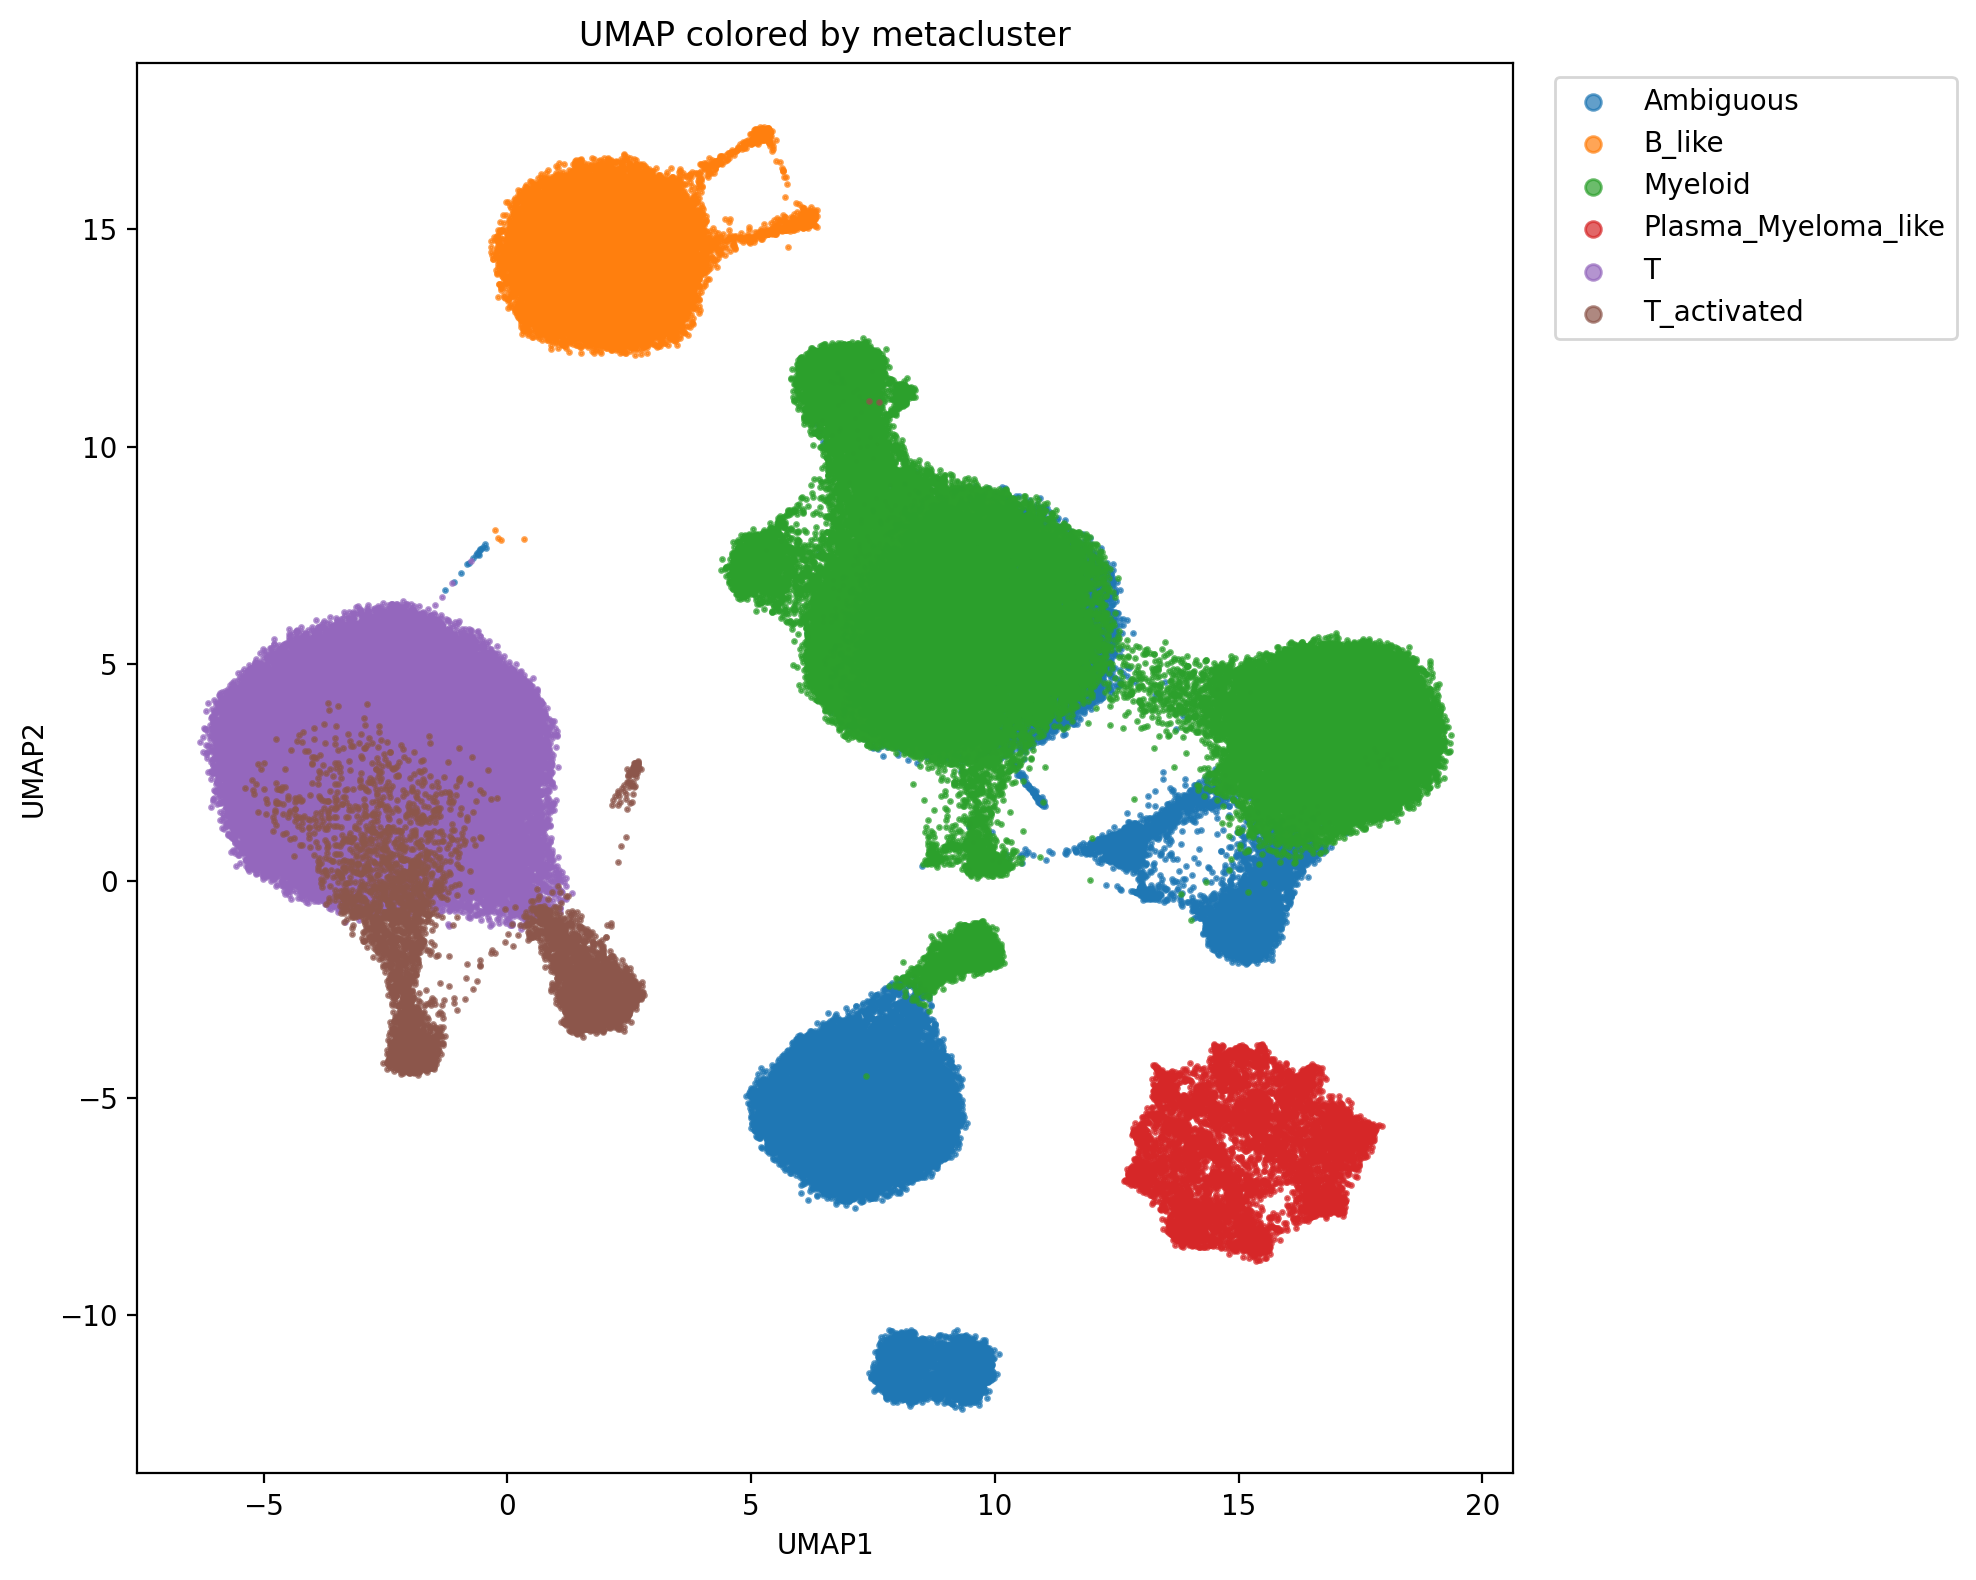 UMAP colored by metacluster
Ambiguous
B_like
Myeloid
Plasma_Myeloma_like
T
T_activated
15
10
5
0
−5
−10
UMAP2
−5
0
5
10
15
20
UMAP1